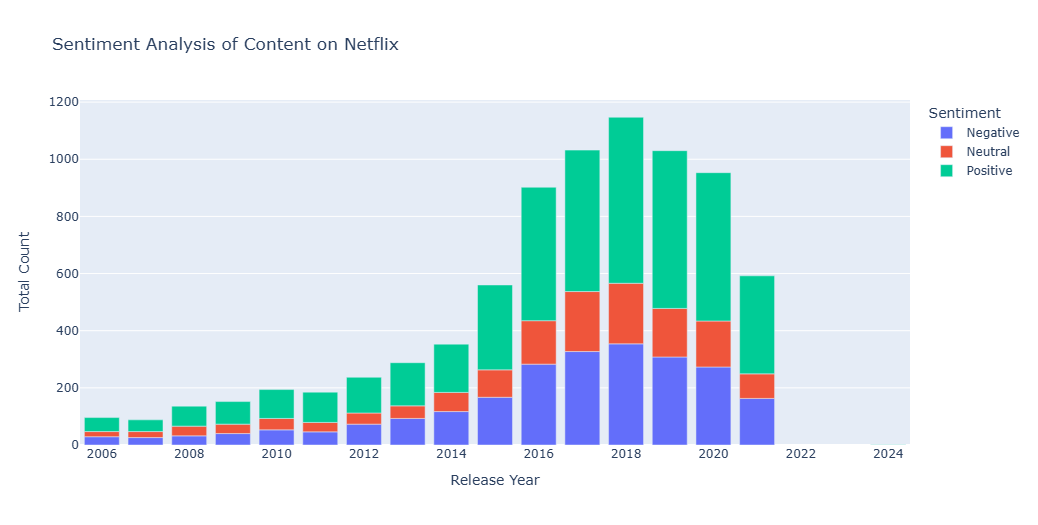 Sentiment Analysis of Content on Netflix
Sentiment
Negative
Neutral
Positive
Total Count
1200
1000
800
600
400
200
0
2006 2008 2010 2012 2014 2016 2018 2020 2022 2024
Release Year